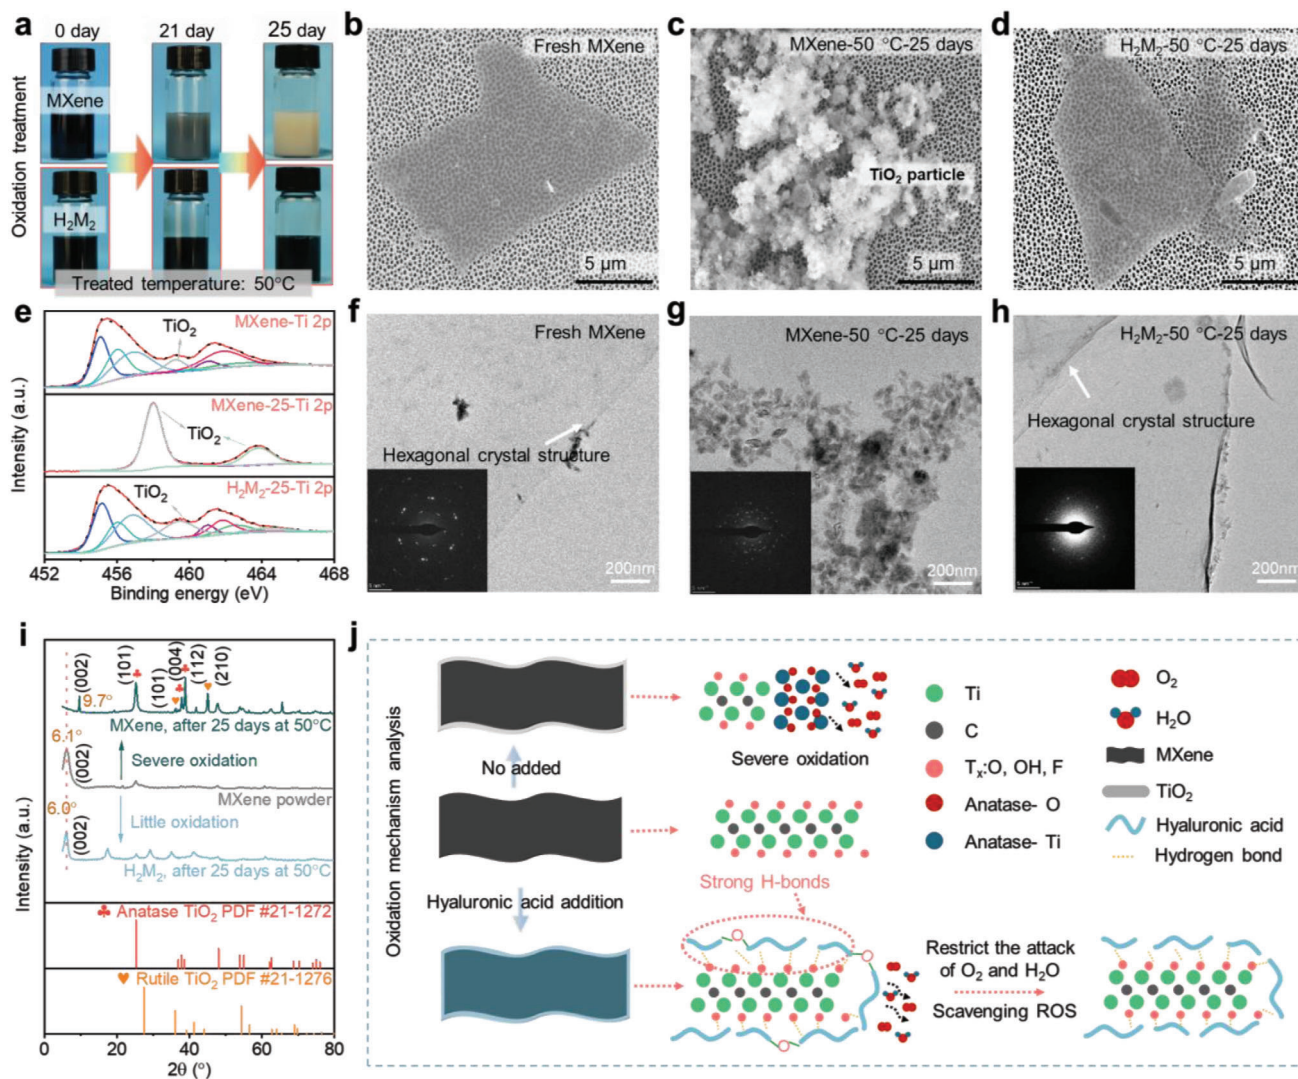 a
0 day
21 day
25 day
Oxidation treatment
MXene
H₂M₂
Treated temperature: 50°C
b
Fresh MXene
5 μm
c
MXene-50 °C-25 days
TiO₂ particle
5 μm
d
H₂M₂-50 °C-25 days
5 μm
e
TiO₂
MXene-Ti 2p
MXene-25-Ti 2p
TiO₂
TiO₂
H₂M₂-25-Ti 2p
Intensity (a.u.)
452 456 460 464 468
Binding energy (eV)
f
Fresh MXene
Hexagonal crystal structure
200nm
g
MXene-50 °C-25 days
200nm
h
H₂M₂-50 °C-25 days
Hexagonal crystal structure
200nm
i
(002)
9.7°
(101)
(101)
(004)
(112)
(210)
MXene, after 25 days at 50°C
6.1°
(002)
Severe oxidation
MXene powder
6.0°
(002)
Little oxidation
H₂M₂, after 25 days at 50°C
♣ Anatase TiO₂ PDF #21-1272
♥ Rutile TiO₂ PDF #21-1276
Intensity (a.u.)
0 20 40 60 80
2θ (°)
j
Oxidation mechanism analysis
No added
Hyaluronic acid addition
Severe oxidation
Strong H-bonds
Restrict the attack
of O₂ and H₂O
Scavenging ROS
Ti
C
Tₓ:O, OH, F
Anatase- O
Anatase- Ti
O₂
H₂O
MXene
TiO₂
Hyaluronic acid
Hydrogen bond